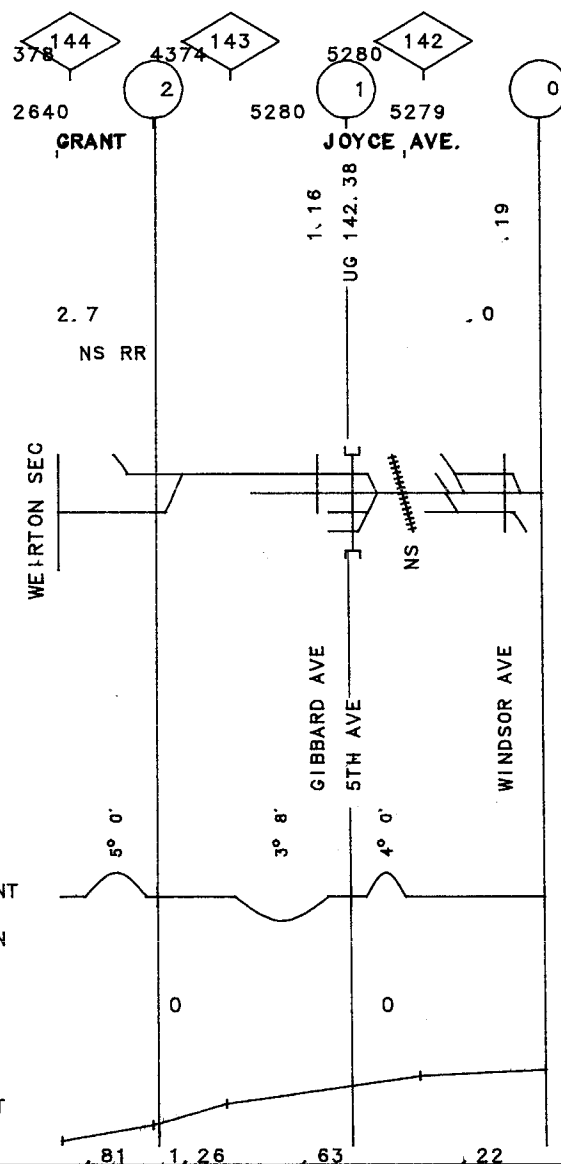 144 143 142
378 4374 5280
2 1 0
2640 5280 5279
GRANT JOYCE AVE.
1.16
UG 142.38
.19
2.7 .0
NS RR
WEIRTON SEC
NS
GIBBARD AVE
5TH AVE
WINDSOR AVE
5° 0'
3° 8'
4° 0'
NT
N
0 0
T
.81 1.26 .63 .22